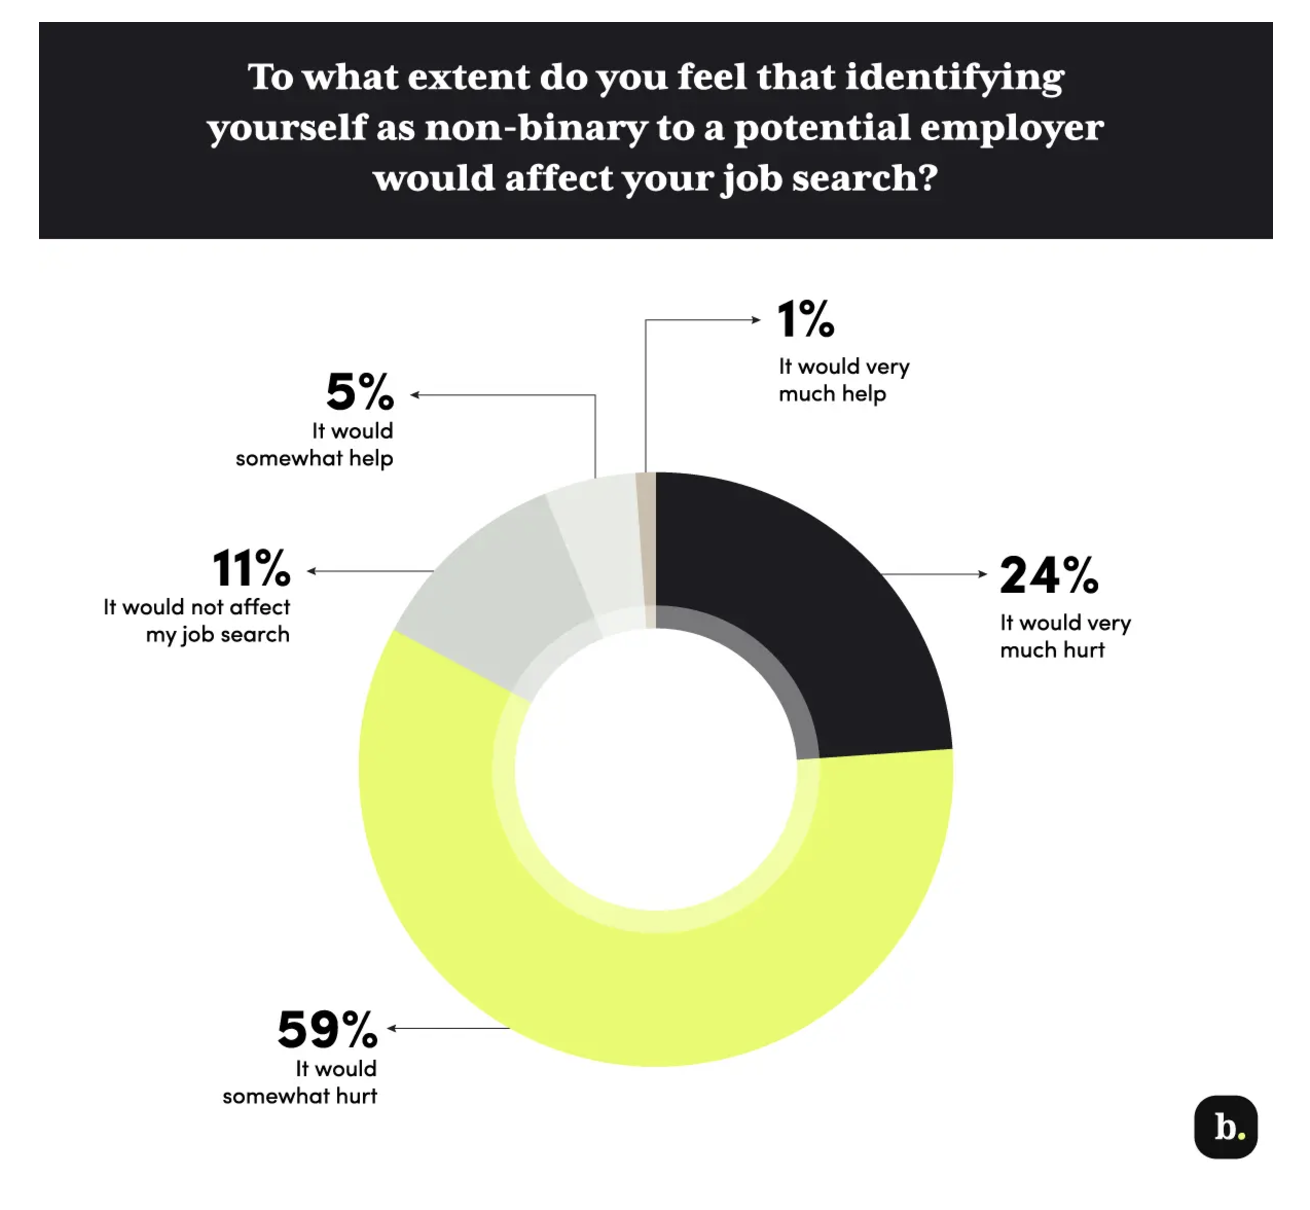 To what extent do you feel that identifying
yourself as non-binary to a potential employer
would affect your job search?
1%
It would very
much help
5%
It would
somewhat help
11%
It would not affect
my job search
24%
It would very
much hurt
59%
It would
somewhat hurt
b.